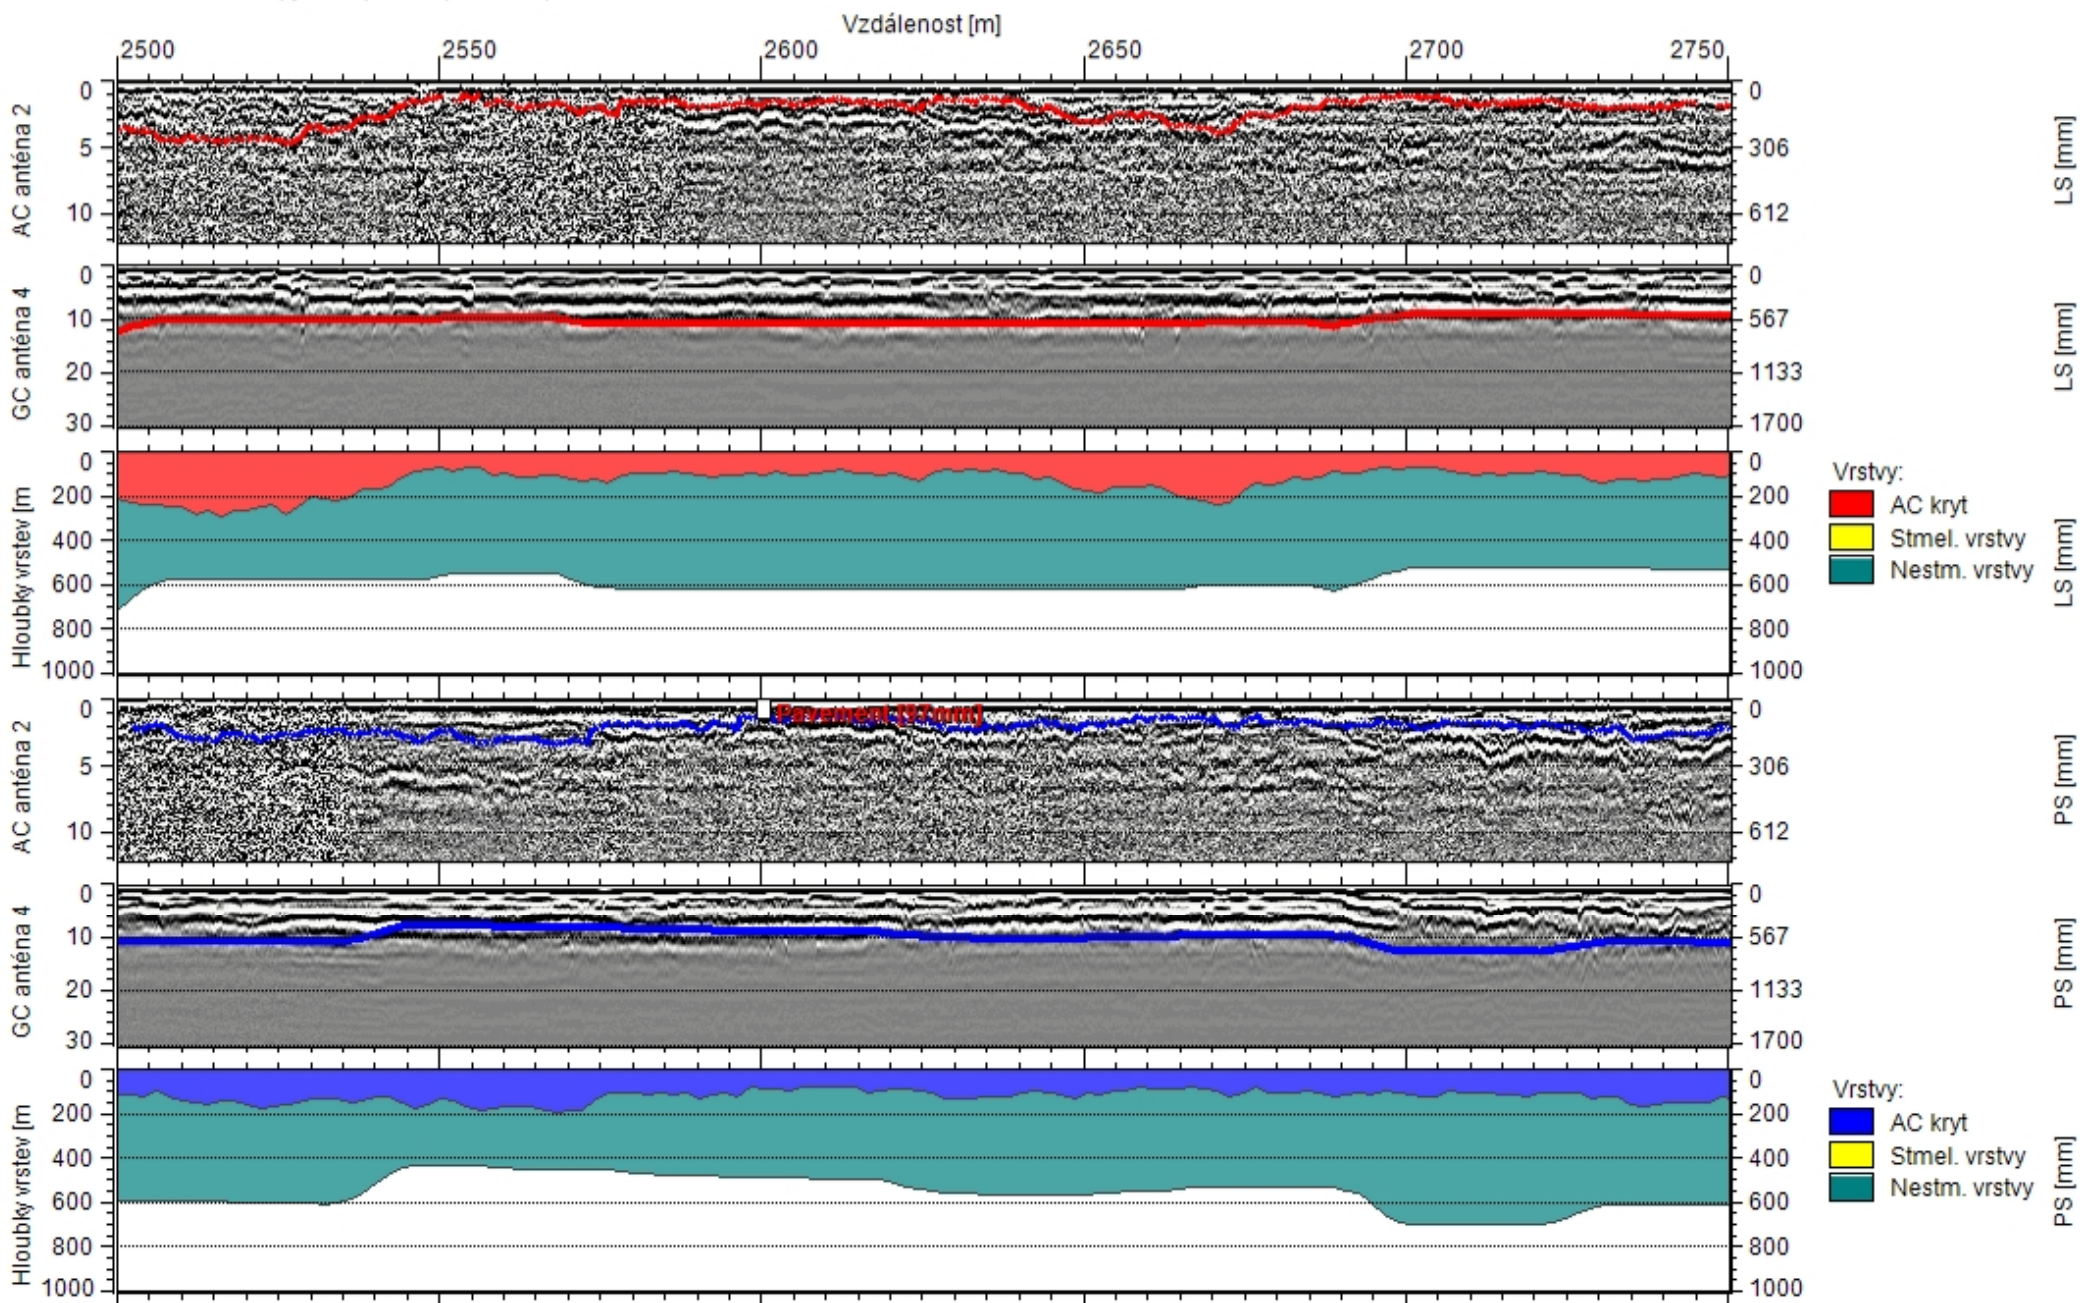 Vzdálenost [m]
2500 2550 2600 2650 2700 2750
AC anténa 2
0 5 10
0 306 612
LS [mm]
GC anténa 4
0 10 20 30
0 567 1133 1700
LS [mm]
Hloubky vrstev [m
0 200 400 600 800 1000
0 200 400 600 800 1000
LS [mm]
Vrstvy:
AC kryt
Stmel. vrstvy
Nestm. vrstvy
AC anténa 2
0 5 10
Pavement [97mm]
0 306 612
PS [mm]
GC anténa 4
0 10 20 30
0 567 1133 1700
PS [mm]
Hloubky vrstev [m
0 200 400 600 800 1000
0 200 400 600 800 1000
PS [mm]
Vrstvy:
AC kryt
Stmel. vrstvy
Nestm. vrstvy